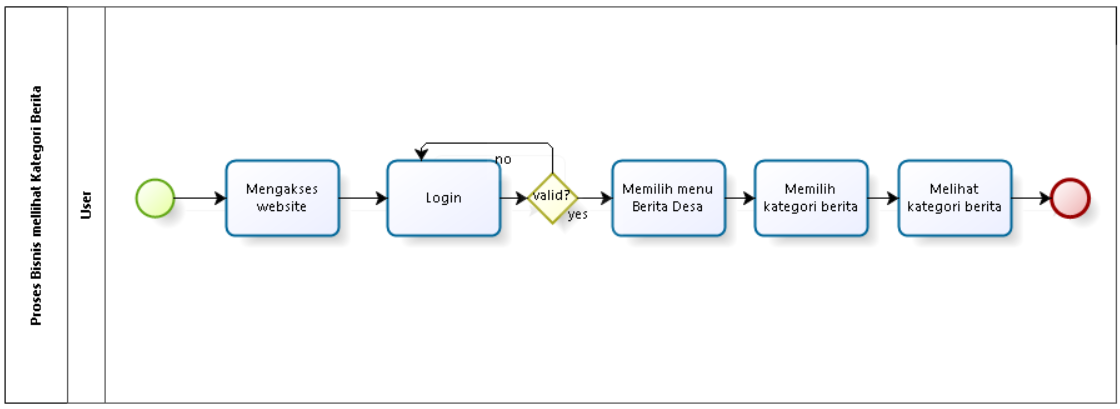 Proses Bisnis mellihat Kategori Berita
User
Mengakses
website
Login
no
valid?
yes
Memilih menu
Berita Desa
Memilih
kategori berita
Melihat
kategori berita